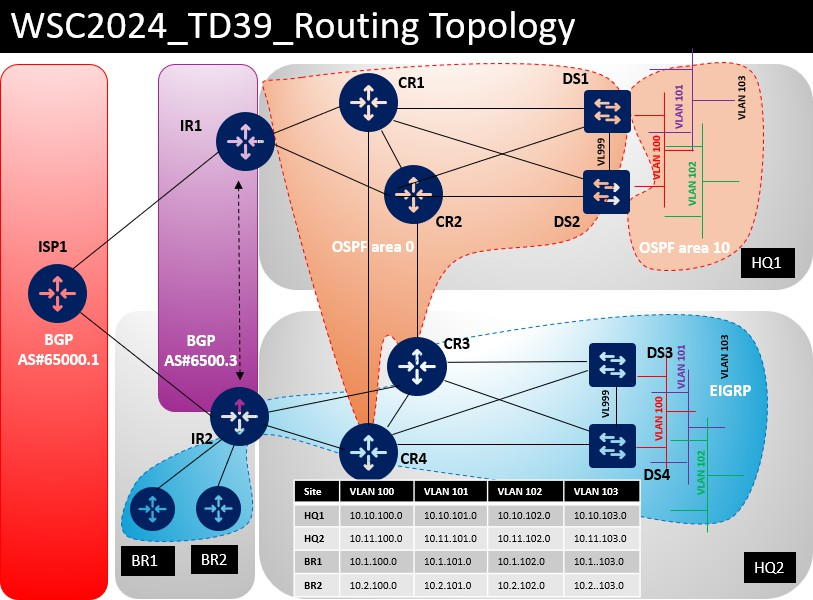 WSC2024_TD39_Routing Topology
CR1
DS1
IR1
VLAN 101
VLAN 103
VL999
VLAN 100
VLAN 102
CR2
DS2
ISP1
OSPF area 0
OSPF area 10
HQ1
BGP
AS#65000.1
BGP
AS#6500.3
CR3
DS3
VLAN 101
VLAN 103
EIGRP
VL999
VLAN 100
VLAN 102
IR2
CR4
DS4
Site VLAN 100 VLAN 101 VLAN 102 VLAN 103
HQ1 10.10.100.0 10.10.101.0 10.10.102.0 10.10.103.0
HQ2 10.11.100.0 10.11.101.0 10.11.102.0 10.11.103.0
BR1 10.1.100.0 10.1.101.0 10.1.102.0 10.1..103.0
BR2 10.2.100.0 10.2.101.0 10.2.102.0 10.2..103.0
BR1
BR2
HQ2